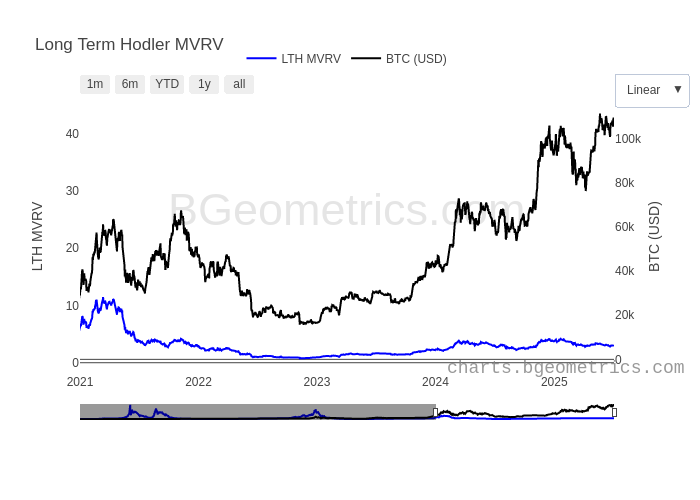 Long Term Hodler MVRV
LTH MVRV BTC (USD)
1m 6m YTD 1y all
Linear ▼
40
30
20
10
0
LTH MVRV
BGeometrics.com
100k
80k
60k
40k
20k
0
BTC (USD)
2021 2022 2023 2024 2025
charts.bgeometrics.com